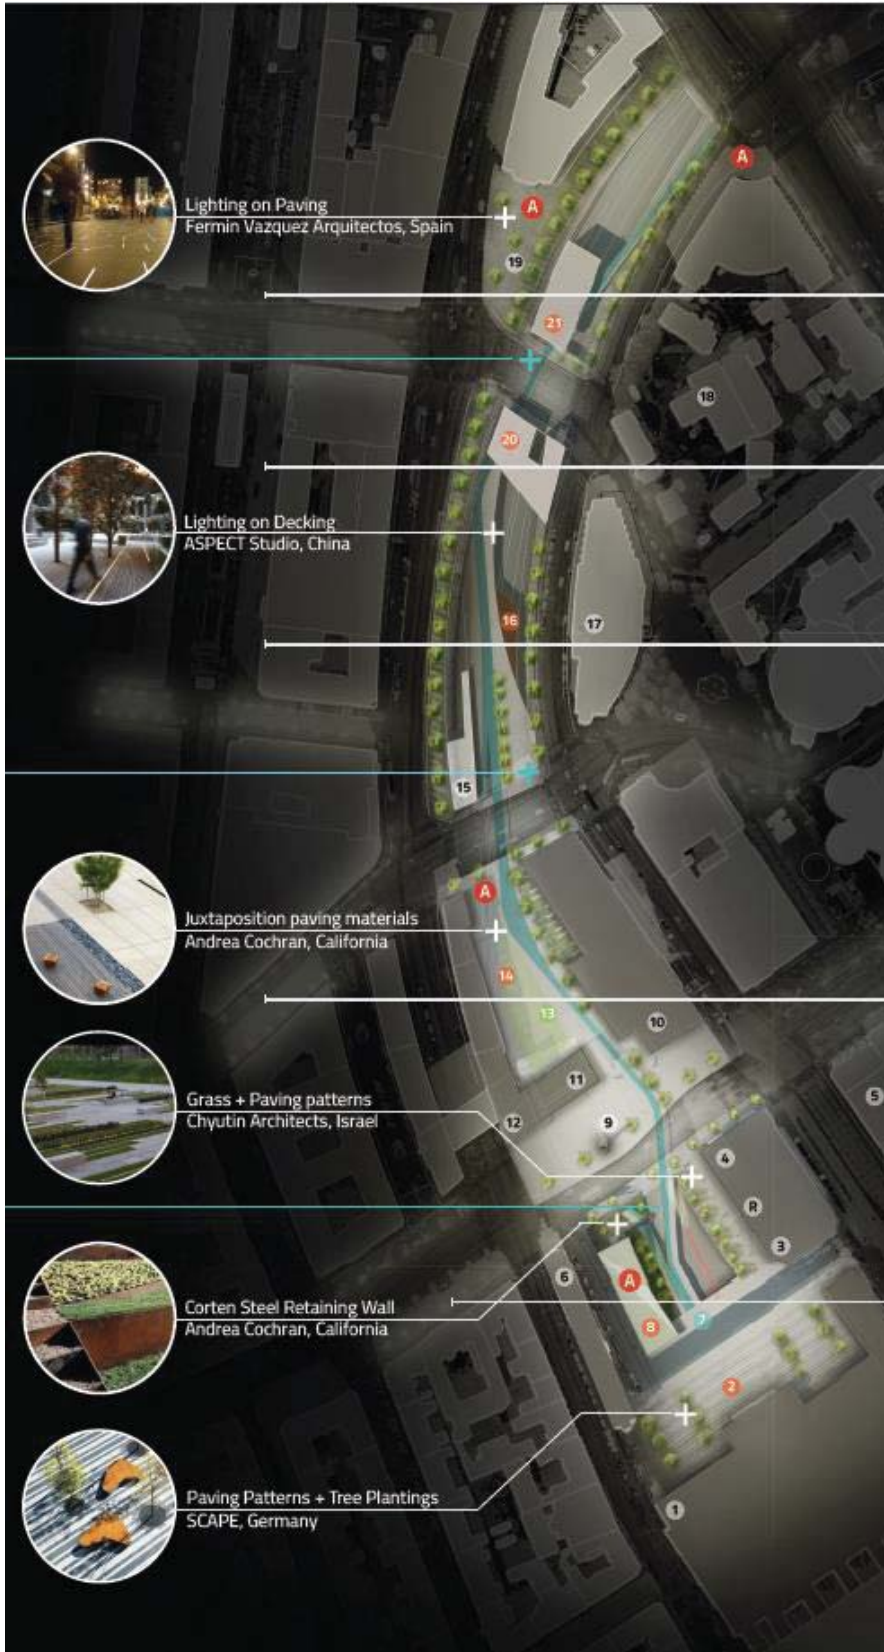 A
Lighting on Paving
Fermin Vazquez Arquitectos, Spain
A
19
21
18
20
Lighting on Decking
ASPECT Studio, China
16
17
15
A
Juxtaposition paving materials
Andrea Cochran, California
14
13
10
11
5
Grass + Paving patterns
Chyutin Architects, Israel
12
9
4
R
3
6
A
Corten Steel Retaining Wall
Andrea Cochran, California
7
8
2
Paving Patterns + Tree Plantings
SCAPE, Germany
1